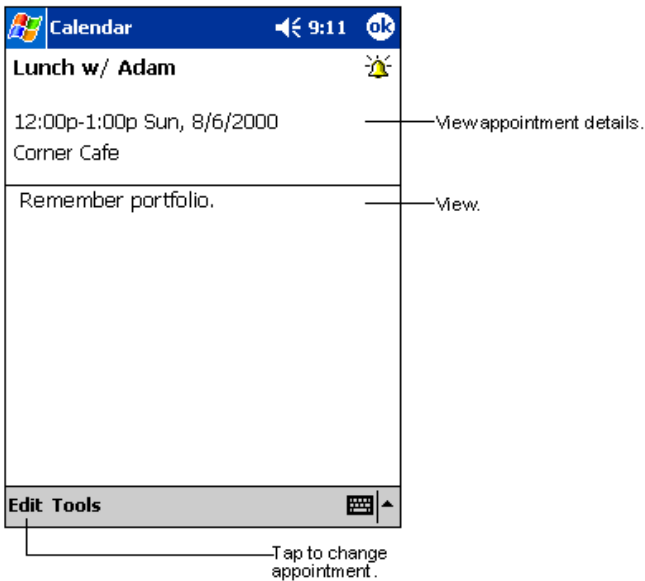 Calendar 9:11 ok
Lunch w/ Adam
12:00p-1:00p Sun, 8/6/2000
View appointment details.
Corner Cafe
Remember portfolio.
View.
Edit Tools
Tap to change
appointment.